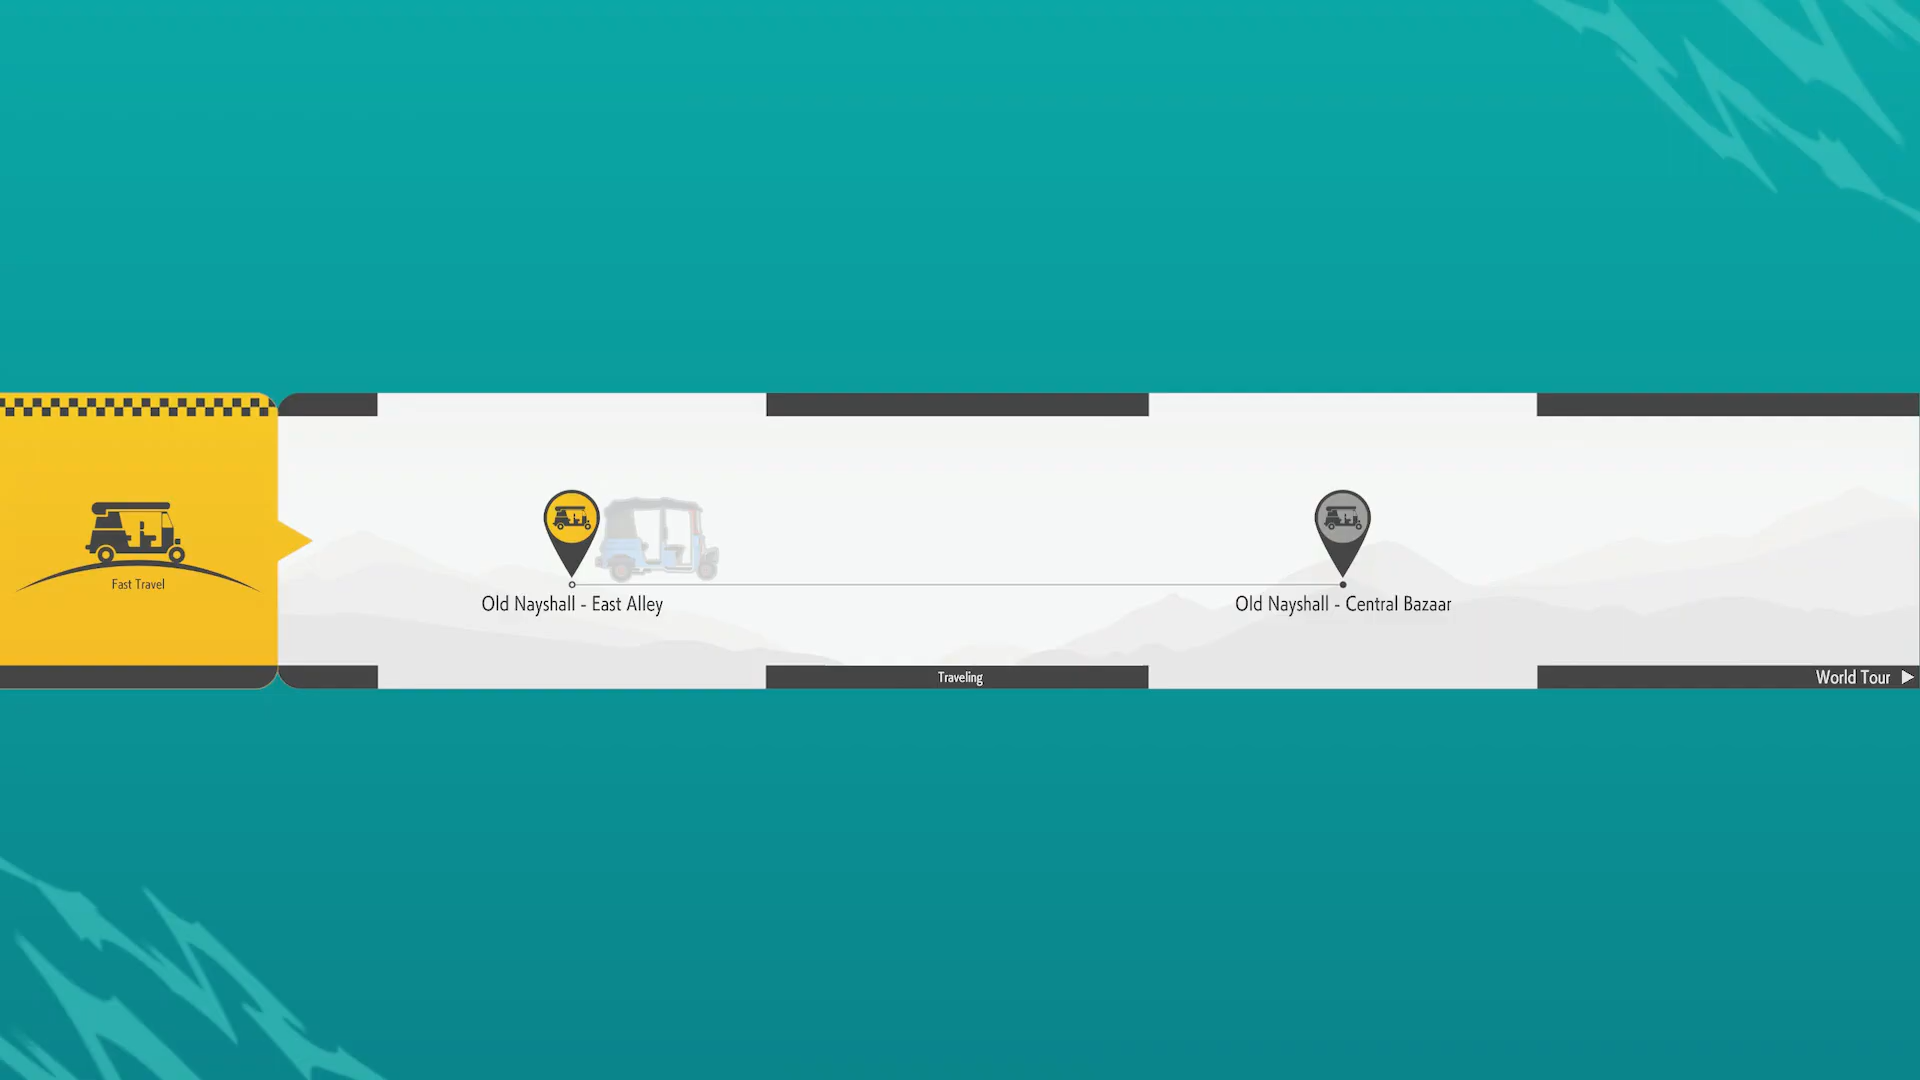 Fast Travel
Old Nayshall - East Alley
Old Nayshall - Central Bazaar
Traveling
World Tour